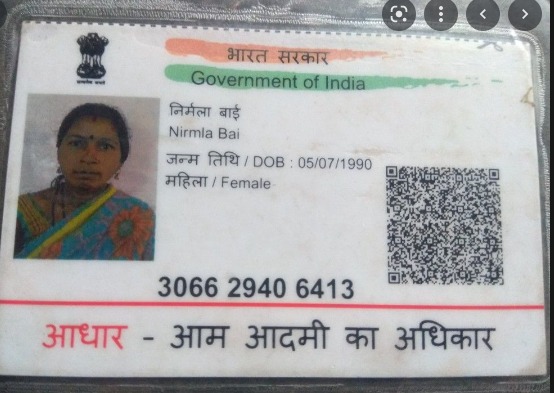 भारत सरकार
Government of India
निर्मला बाई
Nirmla Bai
जन्म तिथि / DOB : 05/07/1990
महिला / Female
3066 2940 6413
आधार - आम आदमी का अधिकार